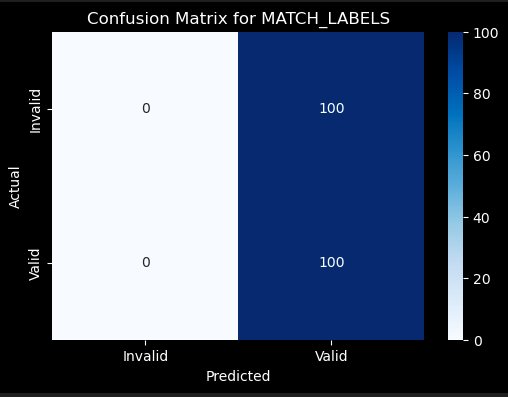 Confusion Matrix for MATCH_LABELS
Actual
Invalid
Valid
0
100
0
100
Invalid
Valid
Predicted
100
80
60
40
20
0